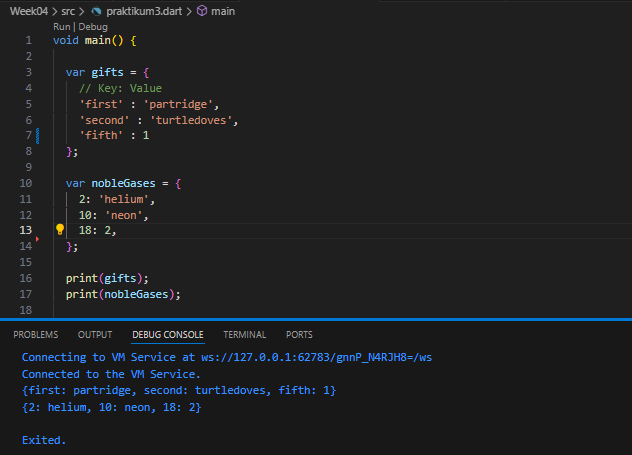 Week04 > src > praktikum3.dart > main
Run | Debug
1 void main() {
2
3 var gifts = {
4 // Key: Value
5 'first' : 'partridge',
6 'second' : 'turtledoves',
7 'fifth' : 1
8 };
9
10 var nobleGases = {
11 2: 'helium',
12 10: 'neon',
13 18: 2,
14 };
15
16 print(gifts);
17 print(nobleGases);
18
PROBLEMS OUTPUT DEBUG CONSOLE TERMINAL PORTS
Connecting to VM Service at ws://127.0.0.1:62783/gnnP_N4RJH8=/ws
Connected to the VM Service.
{first: partridge, second: turtledoves, fifth: 1}
{2: helium, 10: neon, 18: 2}
Exited.